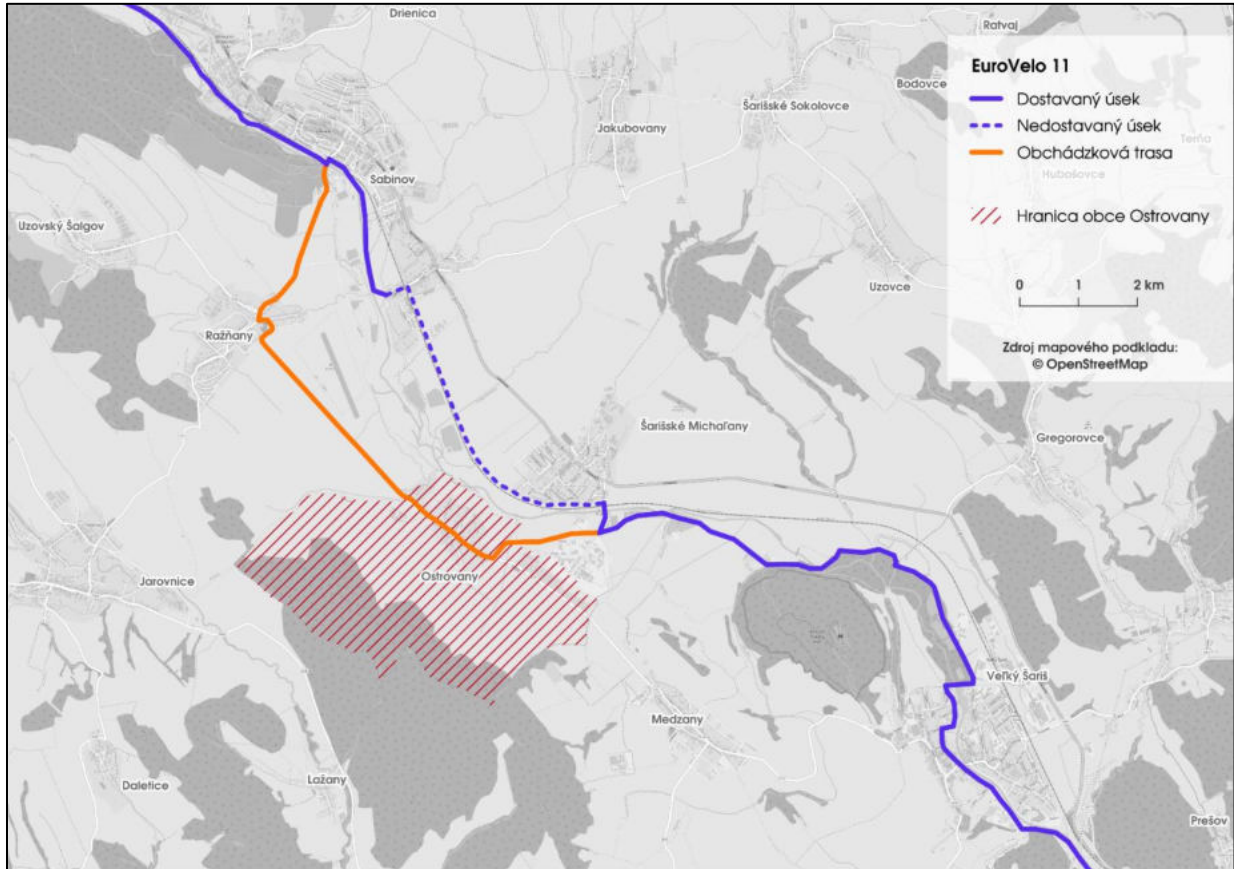 Drienica
Ratvaj
EuroVelo 11
Bodovce
Dostavaný úsek
Šarišské Sokolovce
Jakubovany
Nedostavaný úsek
Terňa
Obchádzková trasa
Hubošovce
Sabinov
Uzovský Šalgov
Hranica obce Ostrovany
Uzovce
0 1 2 km
Ražňany
Zdroj mapového podkladu:
© OpenStreetMap
Šarišské Michaľany
Gregorovce
Jarovnice
Ostrovany
Veľký Šariš
Medzany
Daletice
Lažany
Prešov